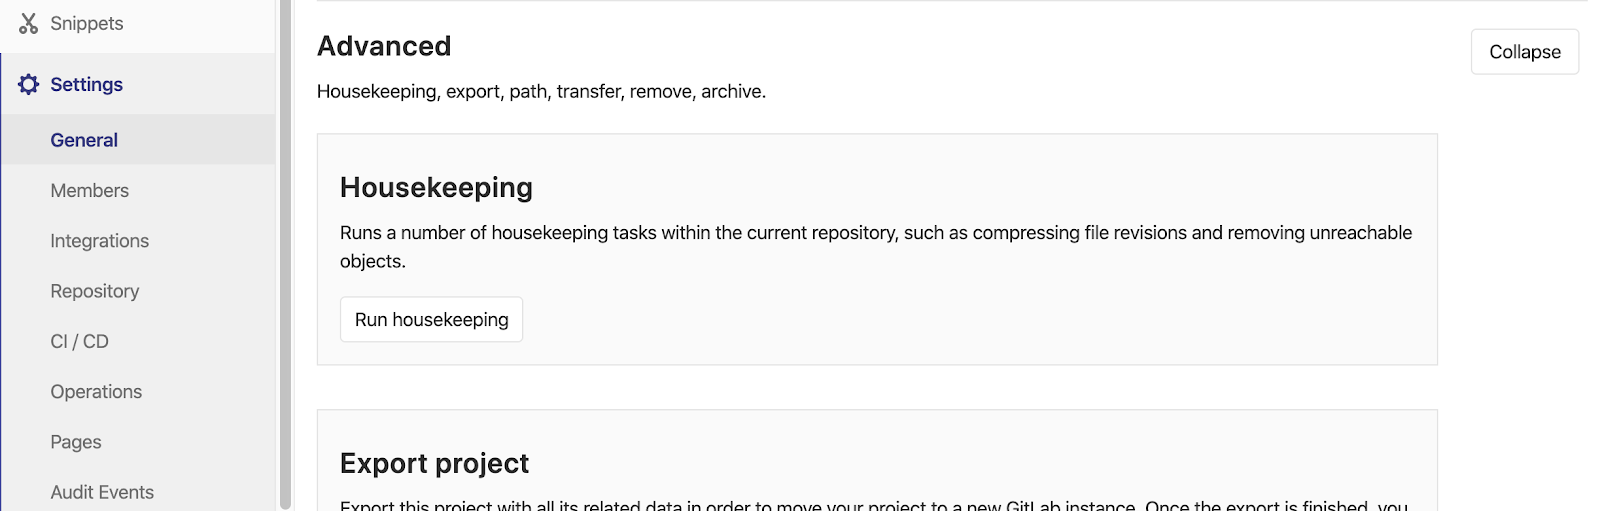 Snippets
Settings
General
Members
Integrations
Repository
CI / CD
Operations
Pages
Audit Events
Advanced
Collapse
Housekeeping, export, path, transfer, remove, archive.
Housekeeping
Runs a number of housekeeping tasks within the current repository, such as compressing file revisions and removing unreachable
objects.
Run housekeeping
Export project
Export this project with all its related data in order to move your project to a new GitLab instance. Once the export is finished, you